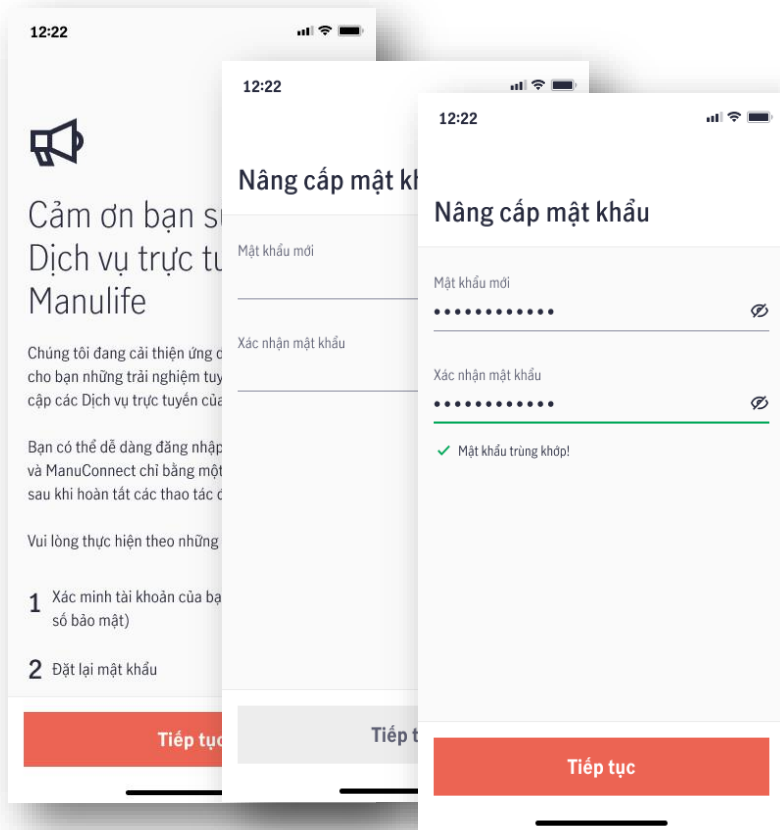 12:22
Cảm ơn bạn s
Dịch vụ trực tu
Manulife
Chúng tôi đang cải thiện ứng d
cho bạn những trải nghiệm tuy
cập các Dịch vụ trực tuyến của
Bạn có thể dễ dàng đăng nhập
và ManuConnect chỉ bằng một
sau khi hoàn tất các thao tác đ
Vui lòng thực hiện theo những
1 Xác minh tài khoản của bạ
số bảo mật)
2 Đặt lại mật khẩu
Tiếp tục
12:22
Nâng cấp mật kh
Mật khẩu mới
Xác nhận mật khẩu
Tiếp t
12:22
Nâng cấp mật khẩu
Mật khẩu mới
Xác nhận mật khẩu
Mật khẩu trùng khớp!
Tiếp tục